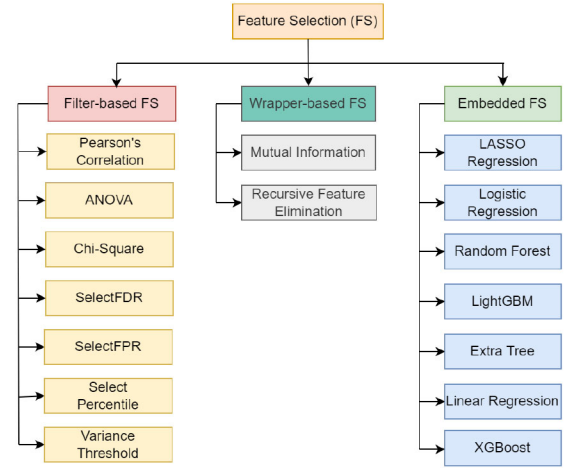 Feature Selection (FS)
Filter-based FS
Pearson's
Correlation
ANOVA
Chi-Square
SelectFDR
SelectFPR
Select
Percentile
Variance
Threshold
Wrapper-based FS
Mutual Information
Recursive Feature
Elimination
Embedded FS
LASSO
Regression
Logistic
Regression
Random Forest
LightGBM
Extra Tree
Linear Regression
XGBoost